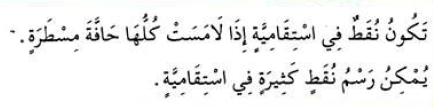 تَكُونُ نُقَطٌ فِي اسْتِقَامِيَّةٍ إِذَا لَامَسَتْ كُلُّهَا حَافَّةَ مِسْطَرَةٍ.
يُمْكِنُ رَسْمُ نُقَطٍ كَثِيرَةٍ فِي اسْتِقَامِيَّةٍ.